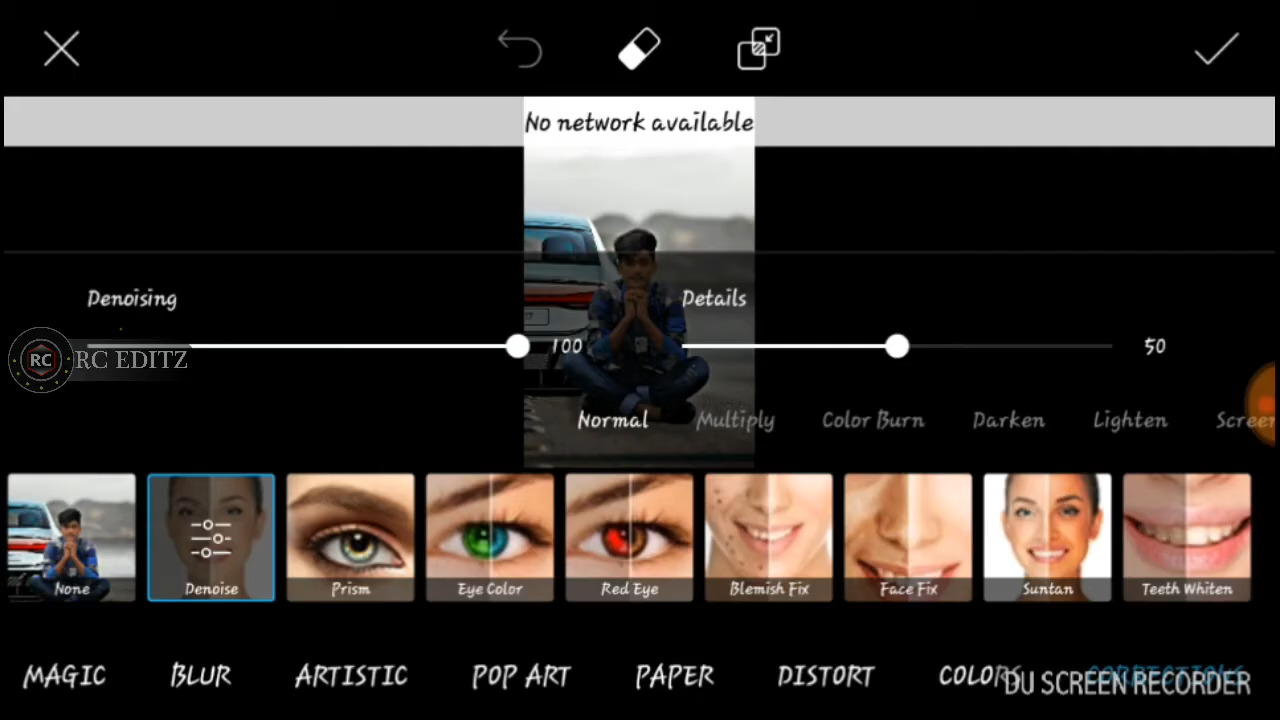 No network available
Denoising
Details
100
50
RC RC EDITZ
Normal Multiply Color Burn Darken Lighten Screen
None Denoise Prism Eye Color Red Eye Blemish Fix Face Fix Suntan Teeth Whiten
MAGIC BLUR ARTISTIC POP ART PAPER DISTORT COLORS CORRECTIONS
DU SCREEN RECORDER